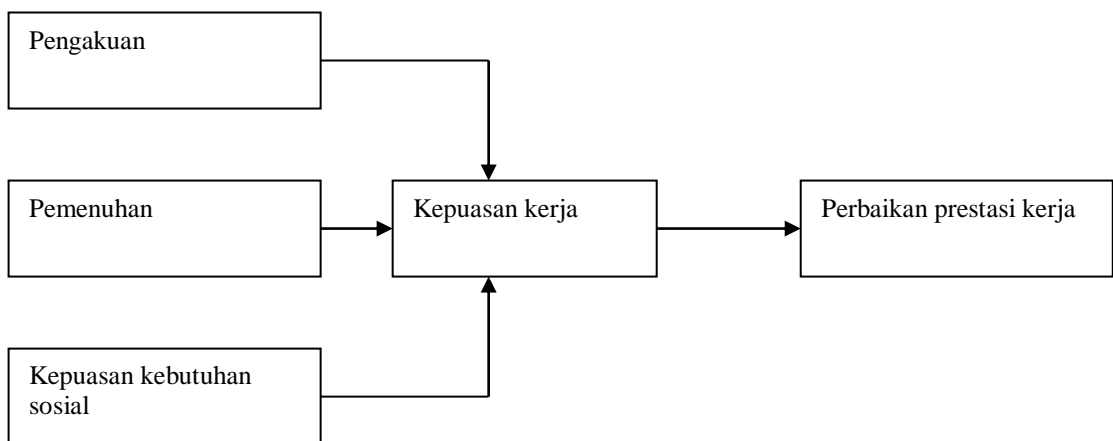 Pengakuan
Pemenuhan
Kepuasan kerja
Perbaikan prestasi kerja
Kepuasan kebutuhan
sosial